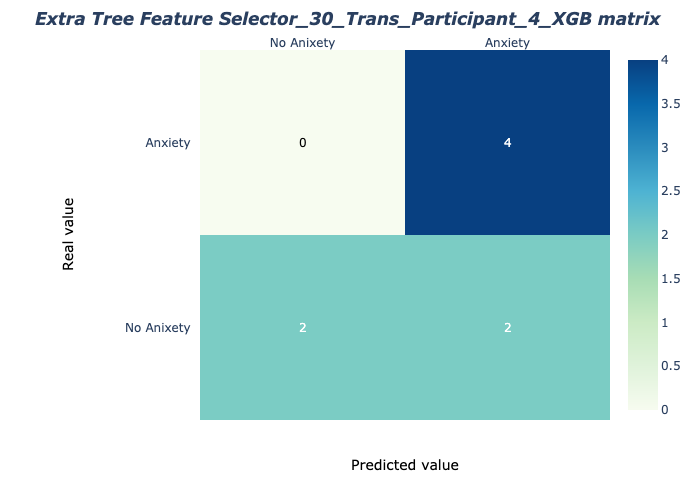 Extra Tree Feature Selector_30_Trans_Participant_4_XGB matrix
No Anixety
Anxiety
4
3.5
3
2.5
2
1.5
1
0.5
0
Anxiety
0
4
Real value
No Anixety
2
2
Predicted value